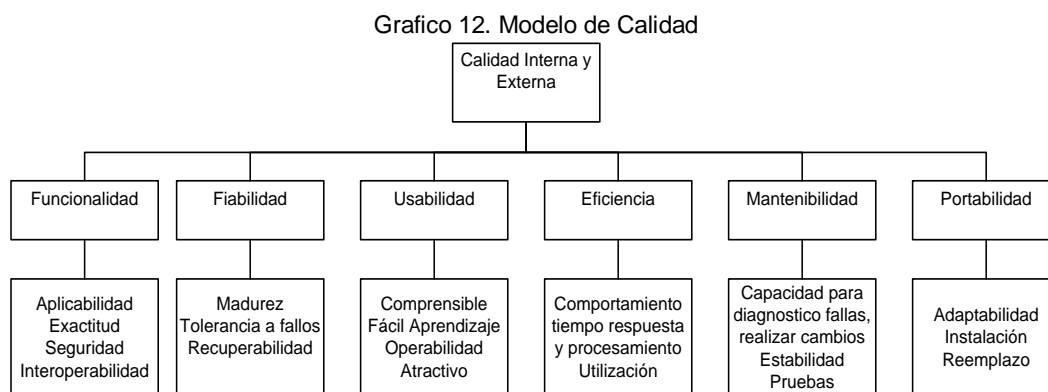 Grafico 12. Modelo de Calidad
Calidad Interna y
Externa
Funcionalidad
Fiabilidad
Usabilidad
Eficiencia
Mantenibilidad
Portabilidad
Aplicabilidad
Exactitud
Seguridad
Interoperabilidad
Madurez
Tolerancia a fallos
Recuperabilidad
Comprensible
Fácil Aprendizaje
Operabilidad
Atractivo
Comportamiento
tiempo respuesta
y procesamiento
Utilización
Capacidad para
diagnostico fallas,
realizar cambios
Estabilidad
Pruebas
Adaptabilidad
Instalación
Reemplazo